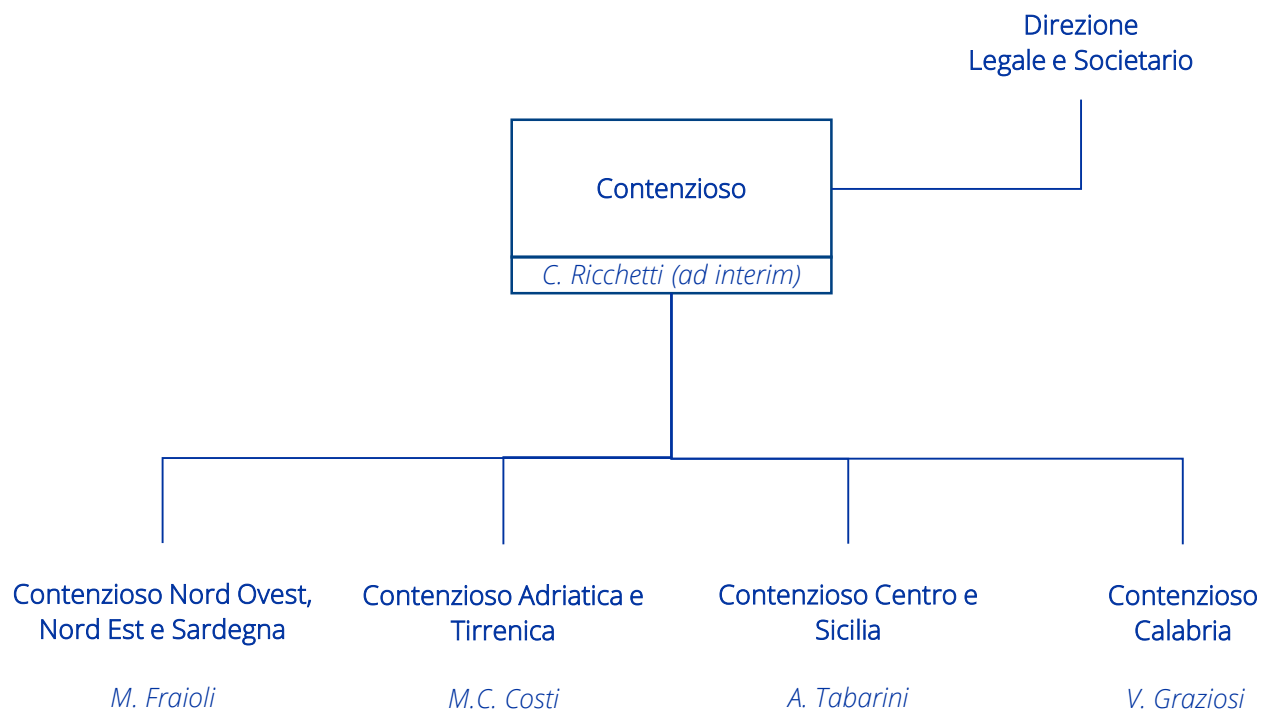 Direzione
Legale e Societario
Contenzioso
C. Ricchetti (ad interim)
Contenzioso Nord Ovest,
Nord Est e Sardegna
M. Fraioli
Contenzioso Adriatica e
Tirrenica
M.C. Costi
Contenzioso Centro e
Sicilia
A. Tabarini
Contenzioso
Calabria
V. Graziosi